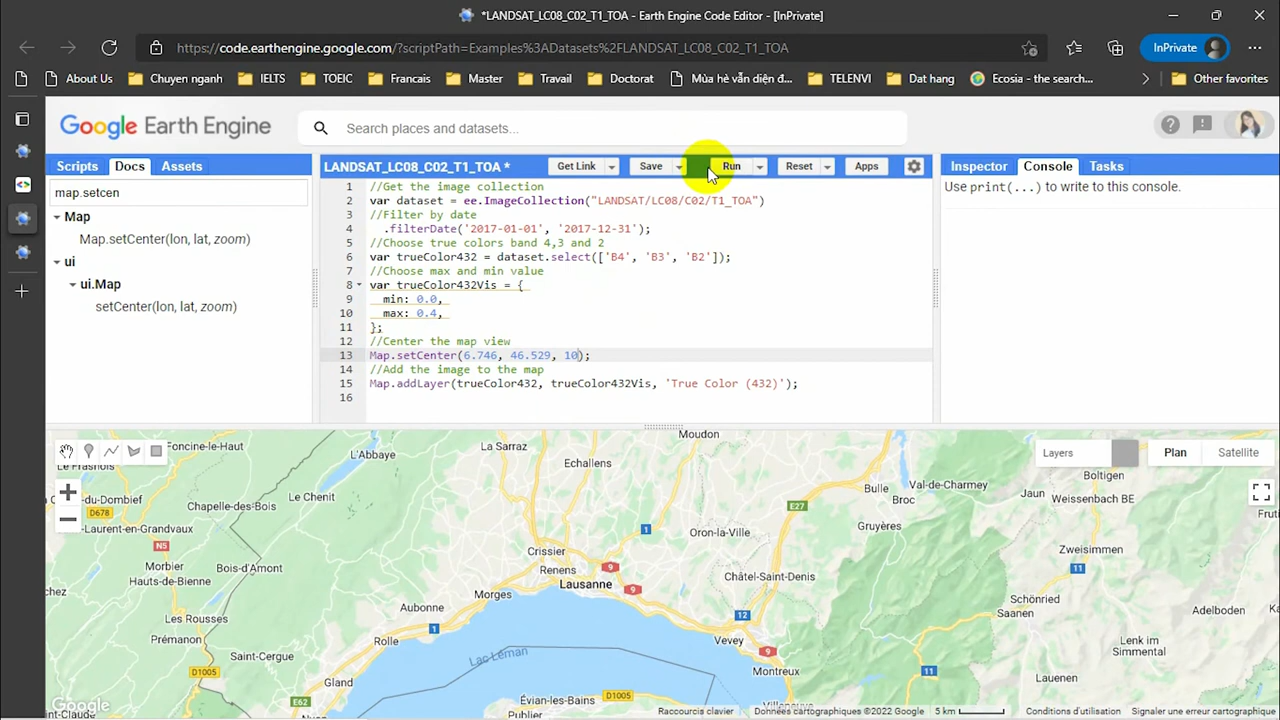 *LANDSAT_LC08_C02_T1_TOA - Earth Engine Code Editor - [InPrivate]
https://code.earthengine.google.com/?scriptPath=Examples%3ADatasets%2FLANDSAT_LC08_C02_T1_TOA
InPrivate
About Us Chuyen nganh IELTS TOEIC Francais Master Travail Doctorat Mùa hè vẫn diện đ... TELENVI Dat hang Ecosia - the sear... Other favorites
Google Earth Engine
Search places and datasets...
Scripts Docs Assets
LANDSAT_LC08_C02_T1_TOA * Get Link Save Run Reset Apps
Inspector Console Tasks
map.setcen
Map
Map.setCenter(lon, lat, zoom)
ui
ui.Map
setCenter(lon, lat, zoom)
1 //Get the image collection
2 var dataset = ee.ImageCollection("LANDSAT/LC08/C02/T1_TOA")
3 //Filter by date
4 .filterDate('2017-01-01', '2017-12-31');
5 //Choose true colors band 4,3 and 2
6 var trueColor432 = dataset.select(['B4', 'B3', 'B2']);
7 //Choose max and min value
8 var trueColor432Vis = {
9 min: 0.0,
10 max: 0.4,
11 };
12 //Center the map view
13 Map.setCenter(6.746, 46.529, 10);
14 //Add the image to the map
15 Map.addLayer(trueColor432, trueColor432Vis, 'True Color (432)');
16
Use print(...) to write to this console.
Layers
Plan Satellite
Moudon
Foncine-le-Haut
La Sarraz
L'Abbaye
Echallens
Val-de-Charmey
Bulle
Broc
Jaun
Boltigen
Weissenbach BE
Le Chenit
Chapelle-des-Bois
D678
Grandvaux
E27
Gruyères
Oron-la-Ville
1
N5
Morbier
Bois-d'Amont
Hauts-de-Bienne
Crissier
Renens
9
Lausanne
9
Châtel-Saint-Denis
Zweisimmen
11
Morges
Aubonne
Les Rousses
Rolle
1
Prémanon
Saint-Cergue
12
Vevey
9
Montreux
Schönried
Saanen
Adelboden
Lenk im
Simmental
Lauenen
11
Lac Léman
D1005
Gland
E62
Évian-les-Bains
D1005
Google
Raccourcis clavier Données cartographiques ©2022 Google 5 km Conditions d'utilisation Signaler une erreur cartographique